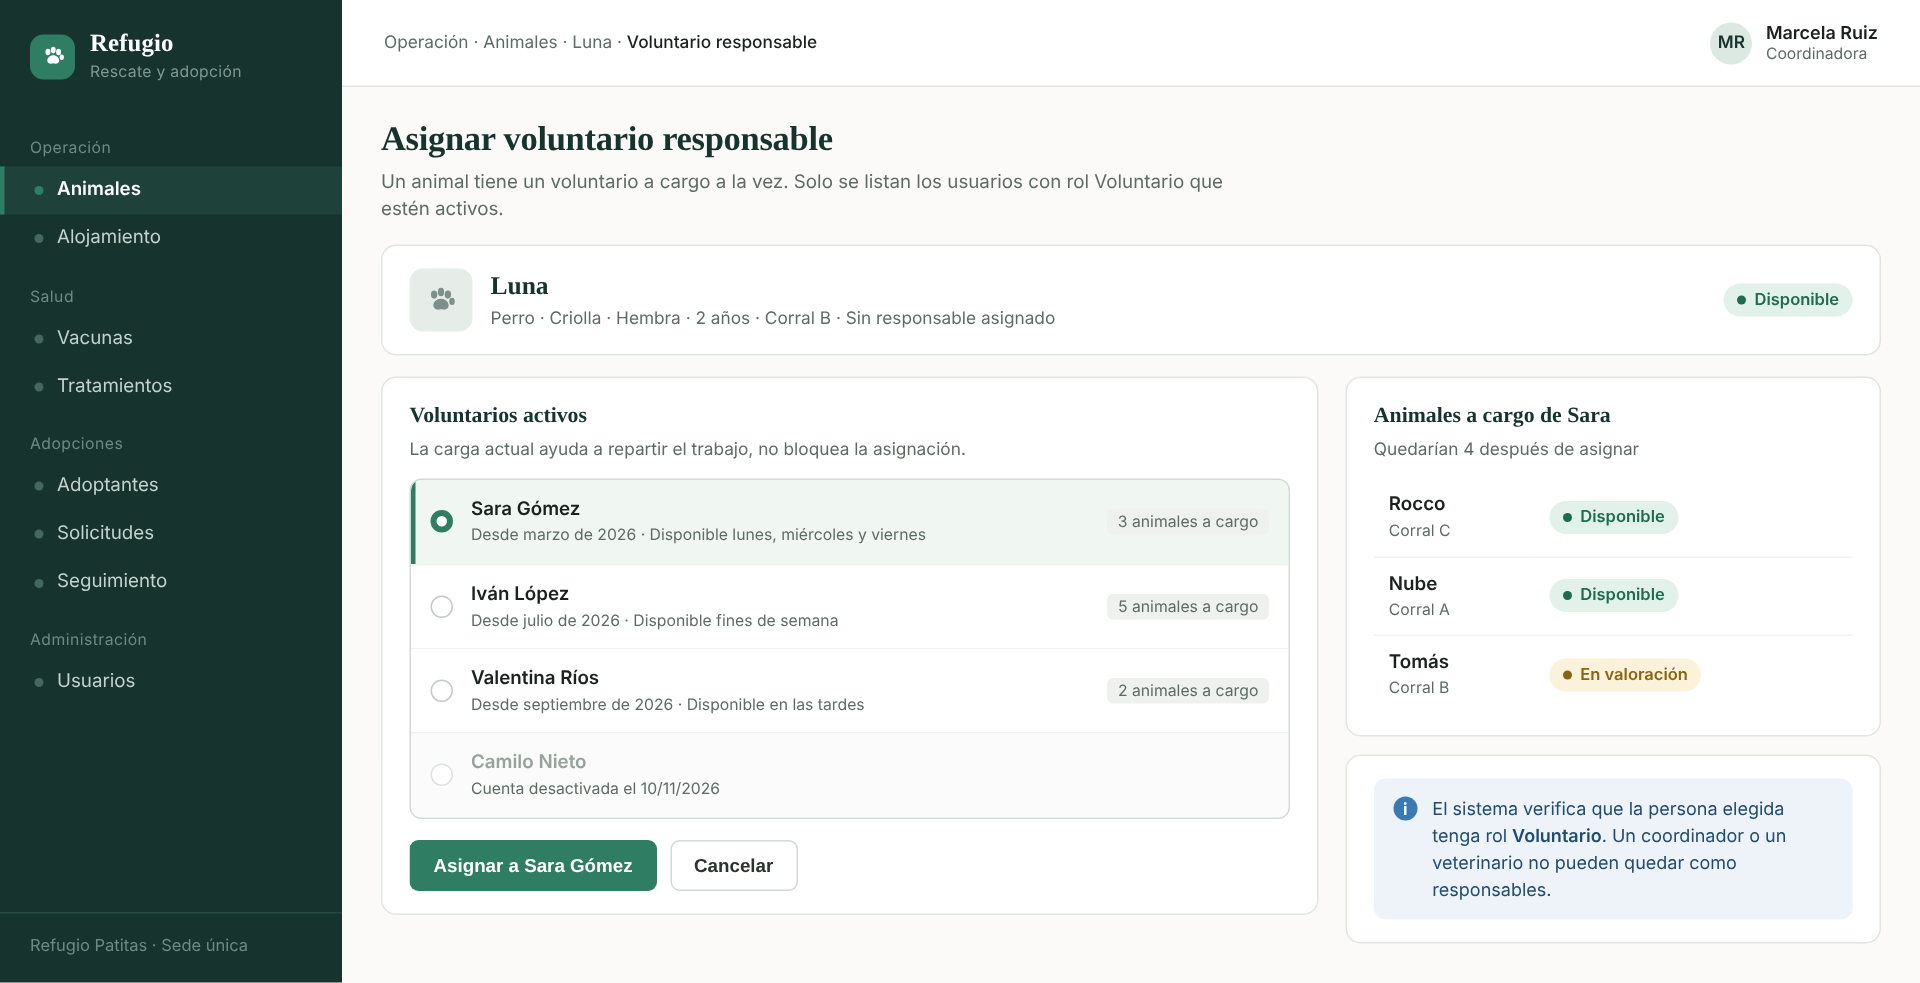 Refugio
Rescate y adopción
Operación
Animales
Alojamiento
Salud
Vacunas
Tratamientos
Adopciones
Adoptantes
Solicitudes
Seguimiento
Administración
Usuarios
Refugio Patitas · Sede única
Operación · Animales · Luna · Voluntario responsable
MR
Marcela Ruiz
Coordinadora
Asignar voluntario responsable
Un animal tiene un voluntario a cargo a la vez. Solo se listan los usuarios con rol Voluntario que
estén activos.
Luna
Perro · Criolla · Hembra · 2 años · Corral B · Sin responsable asignado
Disponible
Voluntarios activos
La carga actual ayuda a repartir el trabajo, no bloquea la asignación.
Sara Gómez
Desde marzo de 2026 · Disponible lunes, miércoles y viernes
3 animales a cargo
Iván López
Desde julio de 2026 · Disponible fines de semana
5 animales a cargo
Valentina Ríos
Desde septiembre de 2026 · Disponible en las tardes
2 animales a cargo
Camilo Nieto
Cuenta desactivada el 10/11/2026
Asignar a Sara Gómez
Cancelar
Animales a cargo de Sara
Quedarían 4 después de asignar
Rocco
Corral C
Disponible
Nube
Corral A
Disponible
Tomás
Corral B
En valoración
i
El sistema verifica que la persona elegida
tenga rol Voluntario. Un coordinador o un
veterinario no pueden quedar como
responsables.